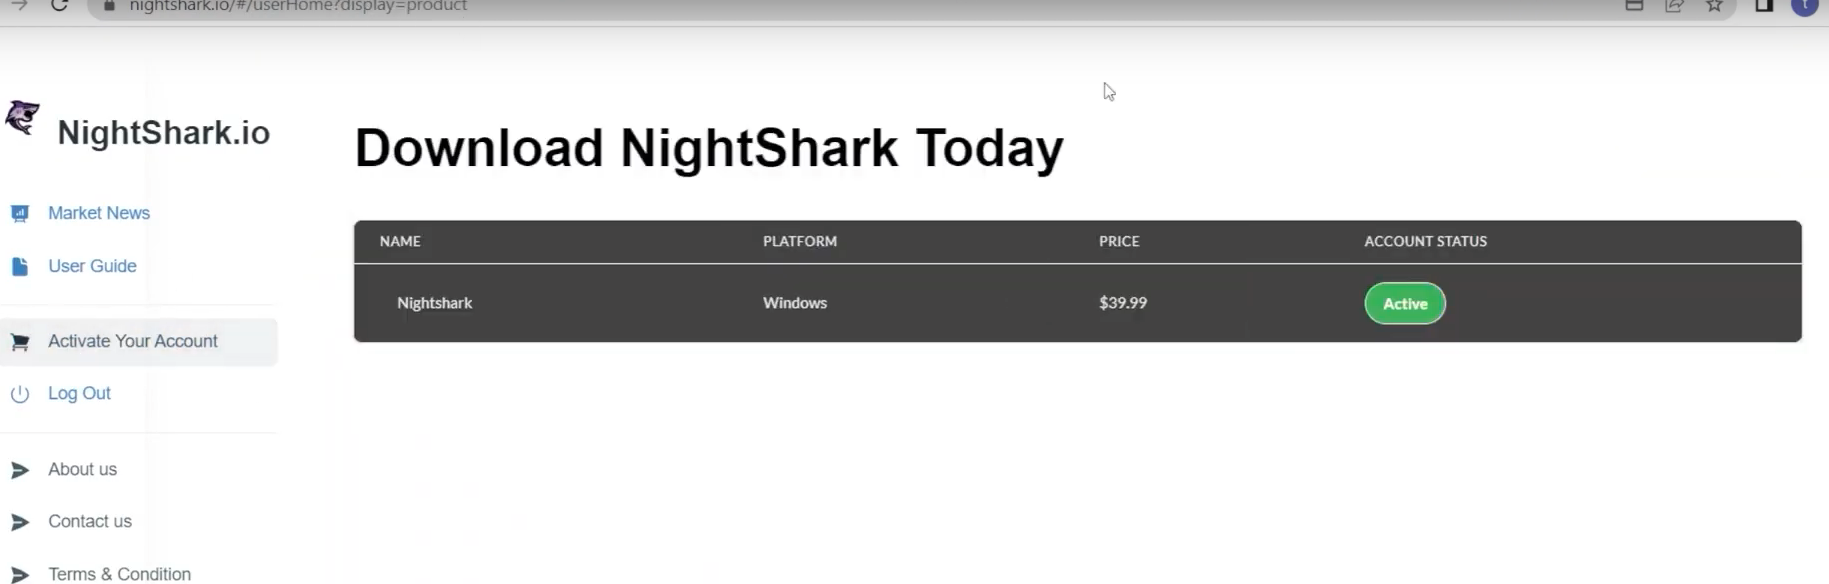 nightshark.io/#/userHome?display=product
t
NightShark.io
Market News
User Guide
Activate Your Account
Log Out
About us
Contact us
Terms & Condition
Download NightShark Today
NAME PLATFORM PRICE ACCOUNT STATUS
Nightshark Windows $39.99 Active